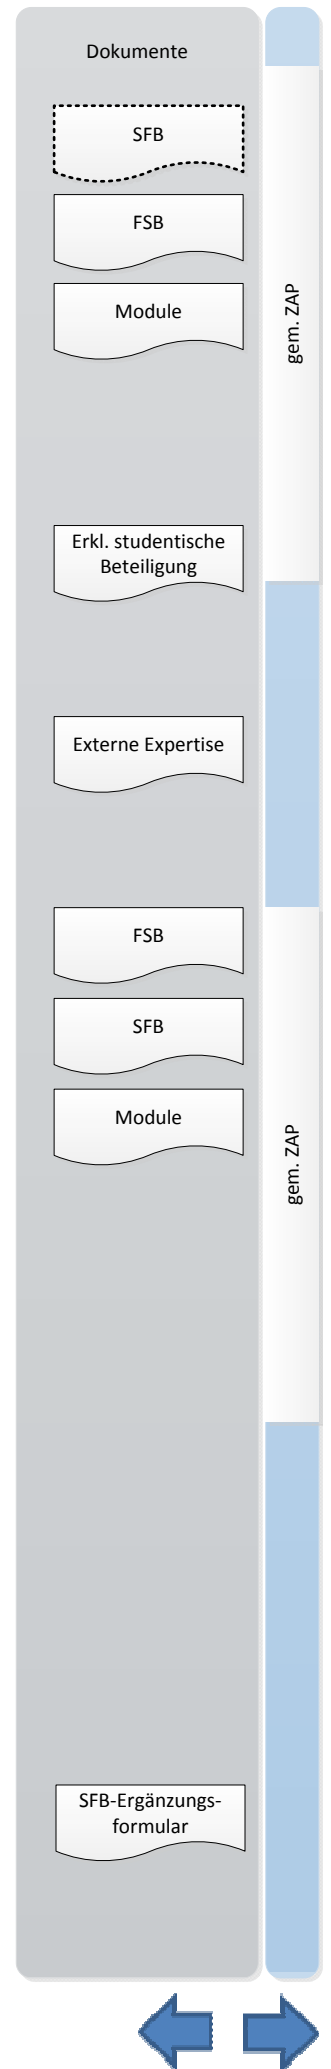 Dokumente
SFB
FSB
Module
gem. ZAP
Erkl. studentische
Beteiligung
Externe Expertise
FSB
SFB
Module
gem. ZAP
SFB-Ergänzungs-
formular